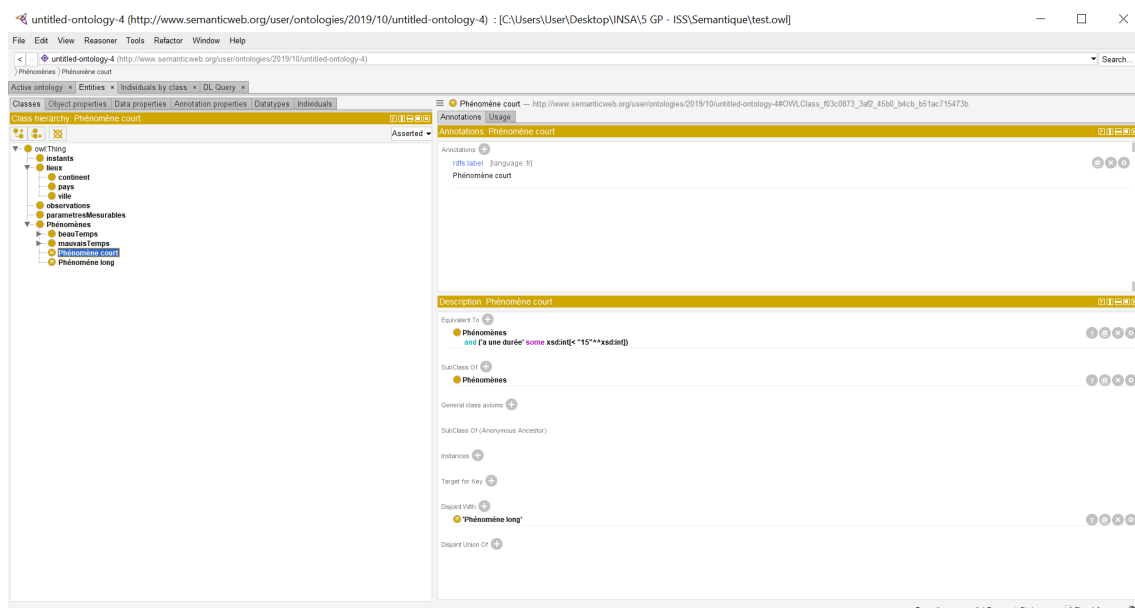 untitled-ontology-4 (http://www.semanticweb.org/user/ontologies/2019/10/untitled-ontology-4) : [C:\Users\User\Desktop\INSA\5 GP - ISS\Semantique\test.owl]
File Edit View Reasoner Tools Refactor Window Help
< > untitled-ontology-4 (http://www.semanticweb.org/user/ontologies/2019/10/untitled-ontology-4) Search...
Phénomènes Phénomène court
Active ontology × Entities × Individuals by class × DL Query ×
Classes Object properties Data properties Annotation properties Datatypes Individuals
Class hierarchy: Phénomène court
Asserted
owl:Thing
instants
lieux
continent
pays
ville
observations
parametresMesurables
Phénomènes
beauTemps
mauvaisTemps
Phénomène court
Phénoméne long
Phénomène court — http://www.semanticweb.org/user/ontologies/2019/10/untitled-ontology-4#OWLClass_f03c0873_3af2_45b0_b4cb_b51ac715473b
Annotations Usage
Annotations: Phénomène court
Annotations
rdfs:label [language: fr]
Phénomène court
Description: Phénomène court
Equivalent To
Phénomènes
and ('a une durée' some xsd:int[< "15"^^xsd:int])
SubClass Of
Phénomènes
General class axioms
SubClass Of (Anonymous Ancestor)
Instances
Target for Key
Disjoint With
'Phénoméne long'
Disjoint Union Of